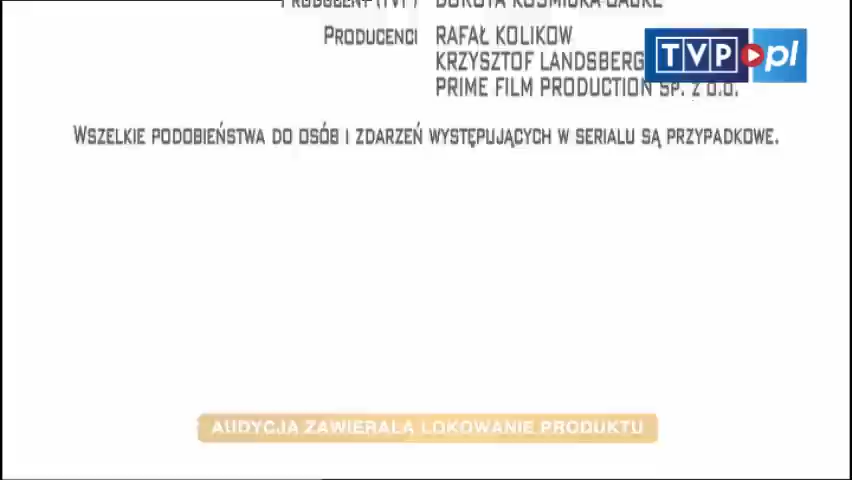 PRODUCENCI RAFAŁ KOLIKOW
KRZYSZTOF LANDSBERG
PRIME FILM PRODUCTION SP. Z O.O.
TVP pl
WSZELKIE PODOBIEŃSTWA DO OSÓB I ZDARZEŃ WYSTĘPUJĄCYCH W SERIALU SĄ PRZYPADKOWE.
AUDYCJA ZAWIERAŁA LOKOWANIE PRODUKTU